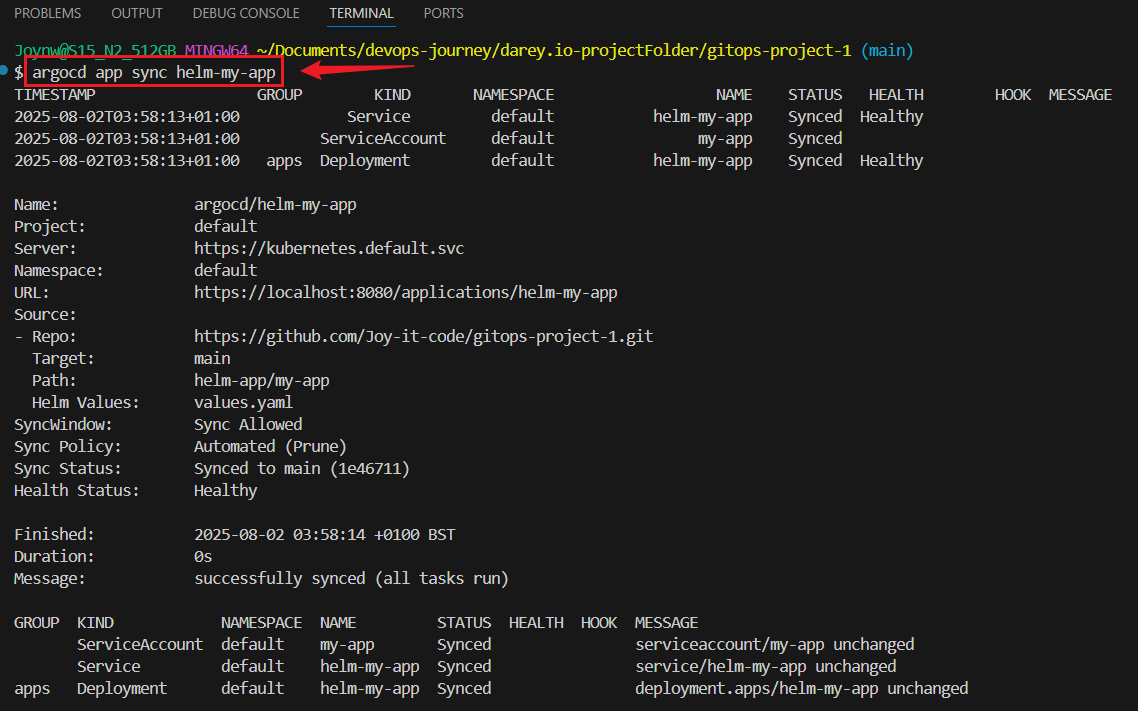 PROBLEMS OUTPUT DEBUG CONSOLE TERMINAL PORTS
Joynw@S15_N2_512GB MINGW64 ~/Documents/devops-journey/darey.io-projectFolder/gitops-project-1 (main)
$ argocd app sync helm-my-app
TIMESTAMP GROUP KIND NAMESPACE NAME STATUS HEALTH HOOK MESSAGE
2025-08-02T03:58:13+01:00 Service default helm-my-app Synced Healthy
2025-08-02T03:58:13+01:00 ServiceAccount default my-app Synced
2025-08-02T03:58:13+01:00 apps Deployment default helm-my-app Synced Healthy
Name: argocd/helm-my-app
Project: default
Server: https://kubernetes.default.svc
Namespace: default
URL: https://localhost:8080/applications/helm-my-app
Source:
- Repo: https://github.com/Joy-it-code/gitops-project-1.git
Target: main
Path: helm-app/my-app
Helm Values: values.yaml
SyncWindow: Sync Allowed
Sync Policy: Automated (Prune)
Sync Status: Synced to main (1e46711)
Health Status: Healthy
Finished: 2025-08-02 03:58:14 +0100 BST
Duration: 0s
Message: successfully synced (all tasks run)
GROUP KIND NAMESPACE NAME STATUS HEALTH HOOK MESSAGE
ServiceAccount default my-app Synced serviceaccount/my-app unchanged
Service default helm-my-app Synced service/helm-my-app unchanged
apps Deployment default helm-my-app Synced deployment.apps/helm-my-app unchanged